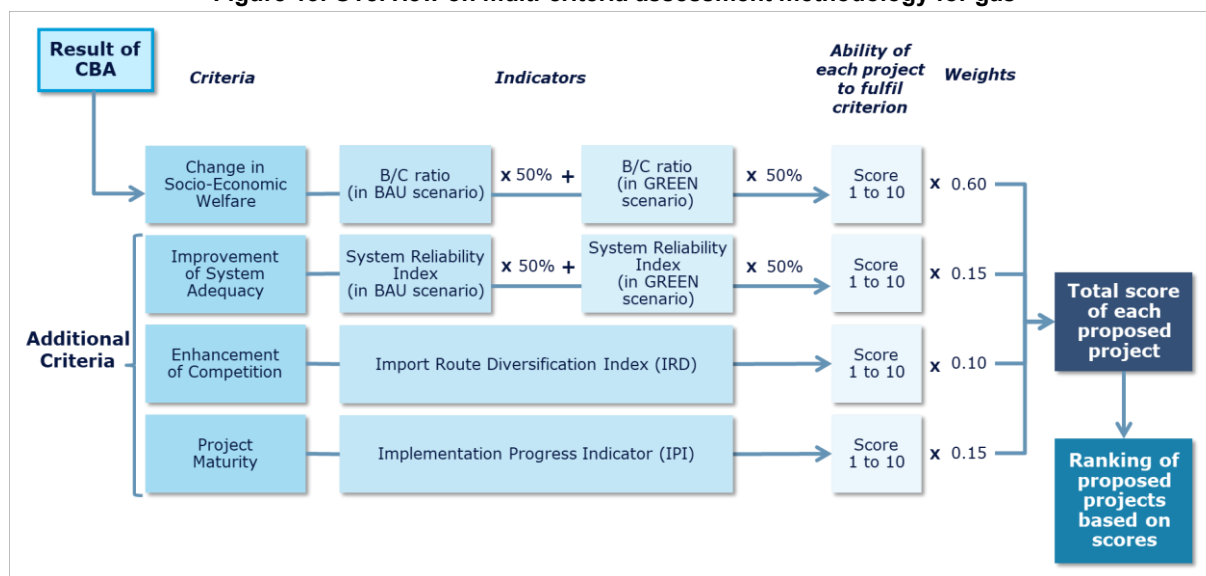 Result of
CBA
Criteria
Indicators
Ability of
each project
to fulfil
criterion
Weights
Change in
Socio-Economic
Welfare
B/C ratio
(in BAU scenario)
x 50% +
B/C ratio
(in GREEN
scenario)
x 50%
Score
1 to 10
x 0.60
Additional
Criteria
Improvement
of System
Adequacy
System Reliability
Index
(in BAU scenario)
x 50% +
System Reliability
Index
(in GREEN
scenario)
x 50%
Score
1 to 10
x 0.15
Enhancement
of Competition
Import Route Diversification Index (IRD)
Score
1 to 10
x 0.10
Project
Maturity
Implementation Progress Indicator (IPI)
Score
1 to 10
x 0.15
Total score
of each
proposed
project
Ranking of
proposed
projects
based on
scores